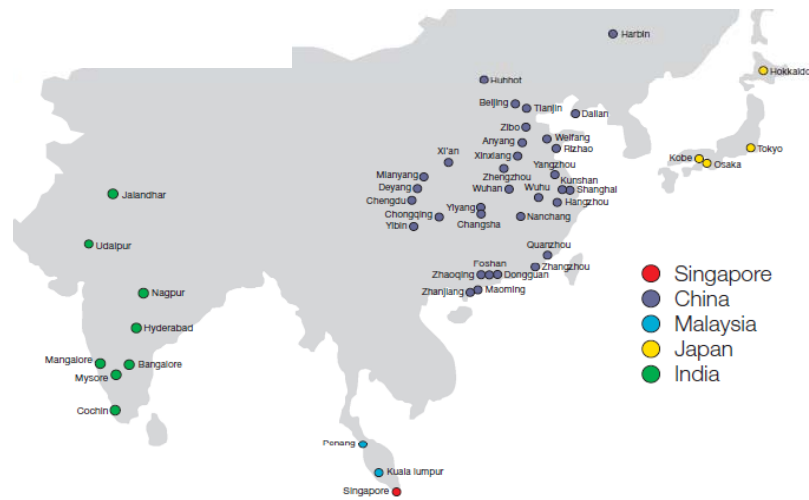 Harbin
Hokkaido
Huhhot
Beijing
Tianjin
Dalian
Zibo
Anyang
Weifang
Rizhao
Xi'an
Xinxiang
Yangzhou
Tokyo
Kobe
Osaka
Mianyang
Zhengzhou
Kunshan
Deyang
Wuhan
Wuhu
Shanghai
Jalandhar
Chengdu
Yiyang
Hangzhou
Chongqing
Changsha
Nanchang
Yibin
Udaipur
Quanzhou
Foshan
Zhangzhou
Zhaoqing
Dongguan
Zhanjiang
Maoming
Nagpur
Hyderabad
Mangalore
Bangalore
Mysore
Cochin
Penang
Kuala lumpur
Singapore
Singapore
China
Malaysia
Japan
India